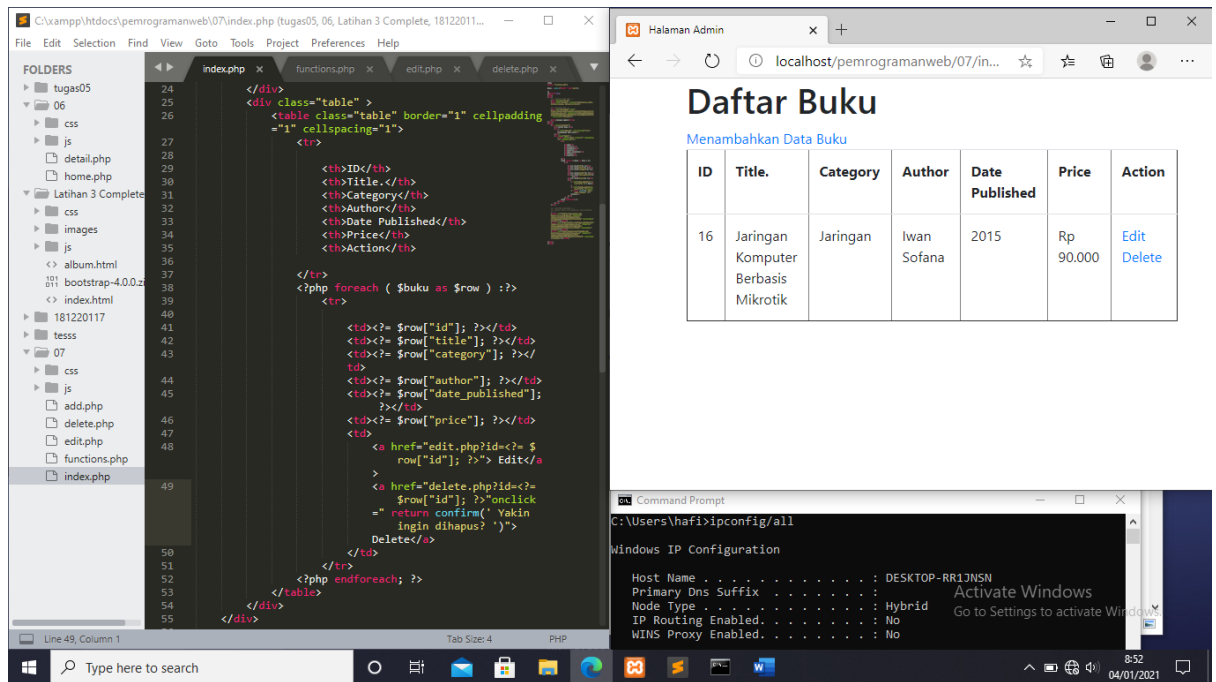 C:\xampp\htdocs\pemrogramanweb\07\index.php (tugas05, 06, Latihan 3 Complete, 18122011...
File Edit Selection Find View Goto Tools Project Preferences Help
FOLDERS
tugas05
06
css
js
detail.php
home.php
Latihan 3 Complete
css
images
js
album.html
bootstrap-4.0.0.zi
index.html
181220117
tesss
07
css
js
add.php
delete.php
edit.php
functions.php
index.php
index.php × functions.php × edit.php × delete.php ×
24 </div>
25 <div class="table" >
26 <table class="table" border="1" cellpadding
="1" cellspacing="1">
27 <tr>
28
29 <th>ID</th>
30 <th>Title.</th>
31 <th>Category</th>
32 <th>Author</th>
33 <th>Date Published</th>
34 <th>Price</th>
35 <th>Action</th>
36
37 </tr>
38 <?php foreach ( $buku as $row ) :?>
39 <tr>
40
41 <td><?= $row["id"]; ?></td>
42 <td><?= $row["title"]; ?></td>
43 <td><?= $row["category"]; ?></
td>
44 <td><?= $row["author"]; ?></td>
45 <td><?= $row["date_published"];
?></td>
46 <td><?= $row["price"]; ?></td>
47 <td>
48 <a href="edit.php?id=<?= $
row["id"]; ?>"> Edit</a
>
49 <a href="delete.php?id=<?=
$row["id"]; ?>"onclick
=" return confirm(' Yakin
ingin dihapus? ')">
Delete</a>
50 </td>
51 </tr>
52 <?php endforeach; ?>
53 </table>
54 </div>
55 </div>
Line 49, Column 1 Tab Size: 4 PHP
Halaman Admin
localhost/pemrogramanweb/07/in...
Daftar Buku
Menambahkan Data Buku
ID Title. Category Author Date Published Price Action
16 Jaringan Komputer Berbasis Mikrotik Jaringan Iwan Sofana 2015 Rp 90.000 Edit Delete
Command Prompt
C:\Users\hafi>ipconfig/all
Windows IP Configuration
Host Name . . . . . . . . . . . . : DESKTOP-RR1JNSN
Primary Dns Suffix . . . . . . . :
Node Type . . . . . . . . . . . . : Hybrid
IP Routing Enabled. . . . . . . . : No
WINS Proxy Enabled. . . . . . . . : No
Activate Windows
Go to Settings to activate Windows.
Type here to search
8:52
04/01/2021